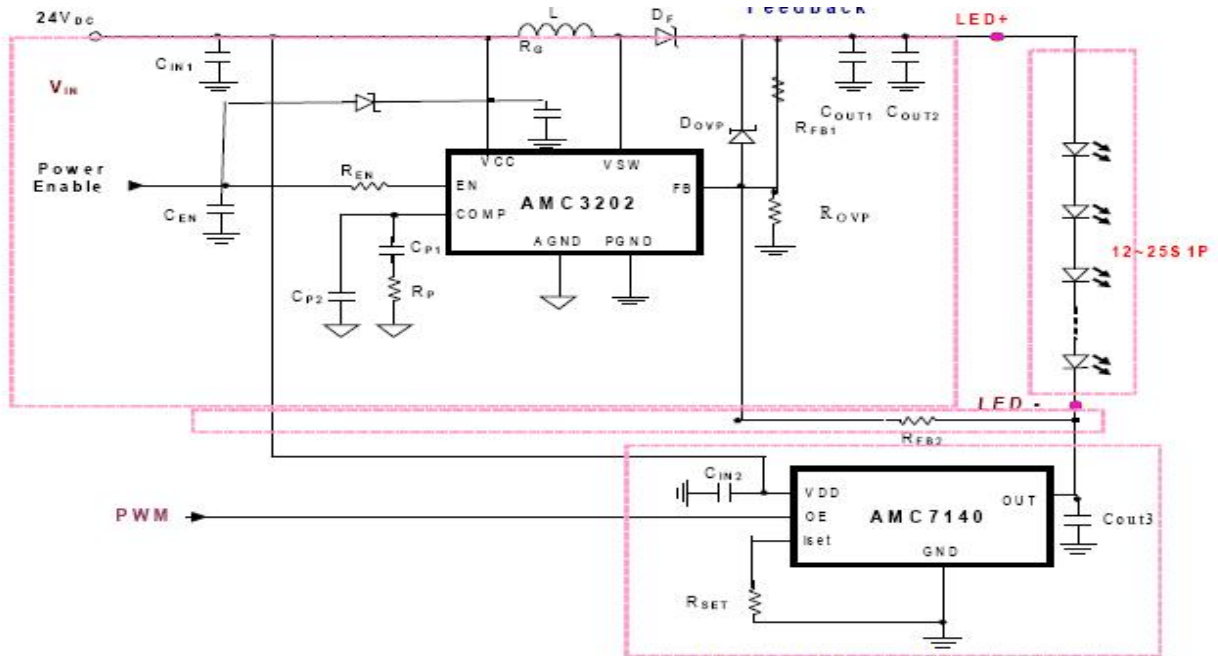 24VDC
L
DF
Feedback
LED+
RG
CIN1
VIN
COUT1
COUT2
DOVP
RFB1
VCC
VSW
Power
Enable
REN
EN
FB
AMC3202
COMP
ROVP
CEN
AGND
PGND
CP1
12~25S1P
CP2
RP
LED -
RFB2
CIN2
VDD
OUT
PWM
OE
AMC7140
Cout3
Iset
GND
RSET